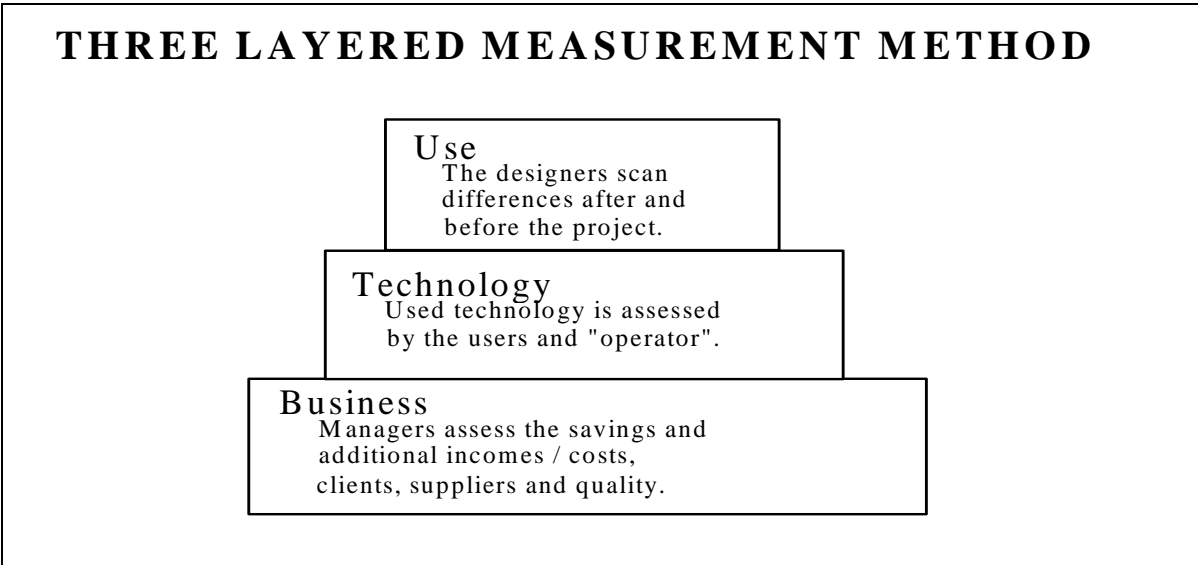 THREE LAYERED MEASUREMENT METHOD
Use
The designers scan
differences after and
before the project.
Technology
Used technology is assessed
by the users and "operator".
Business
Managers assess the savings and
additional incomes / costs,
clients, suppliers and quality.